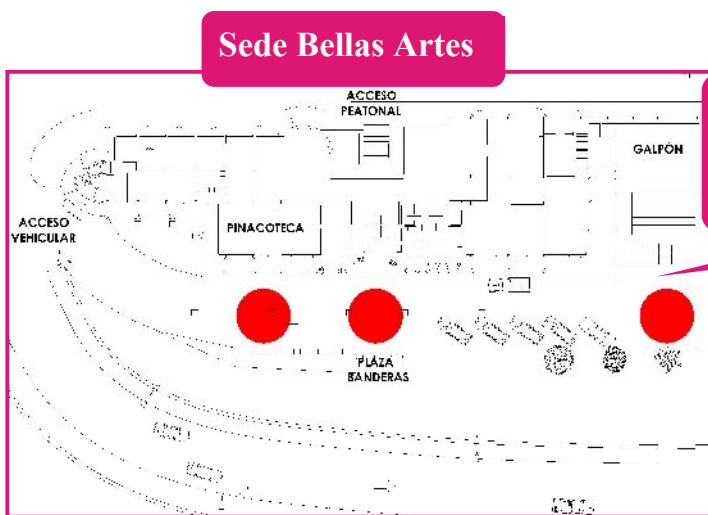 Sede Bellas Artes
ACCESO
PEATONAL
GALPÓN
ACCESO
VEHICULAR
PINACOTECA
PLAZA
BANDERAS